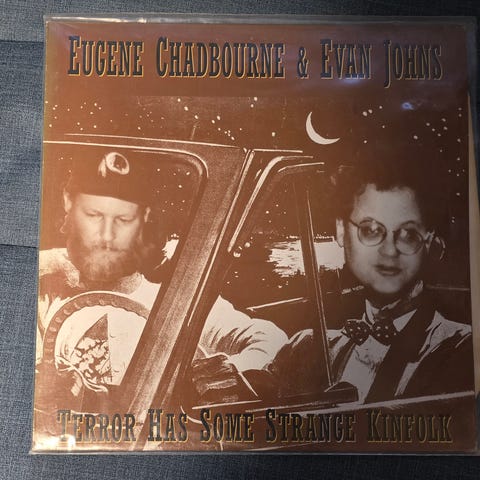 EUGENE CHADBOURNE & EVAN JOHNS
TERROR HAS SOME STRANGE KINFOLK